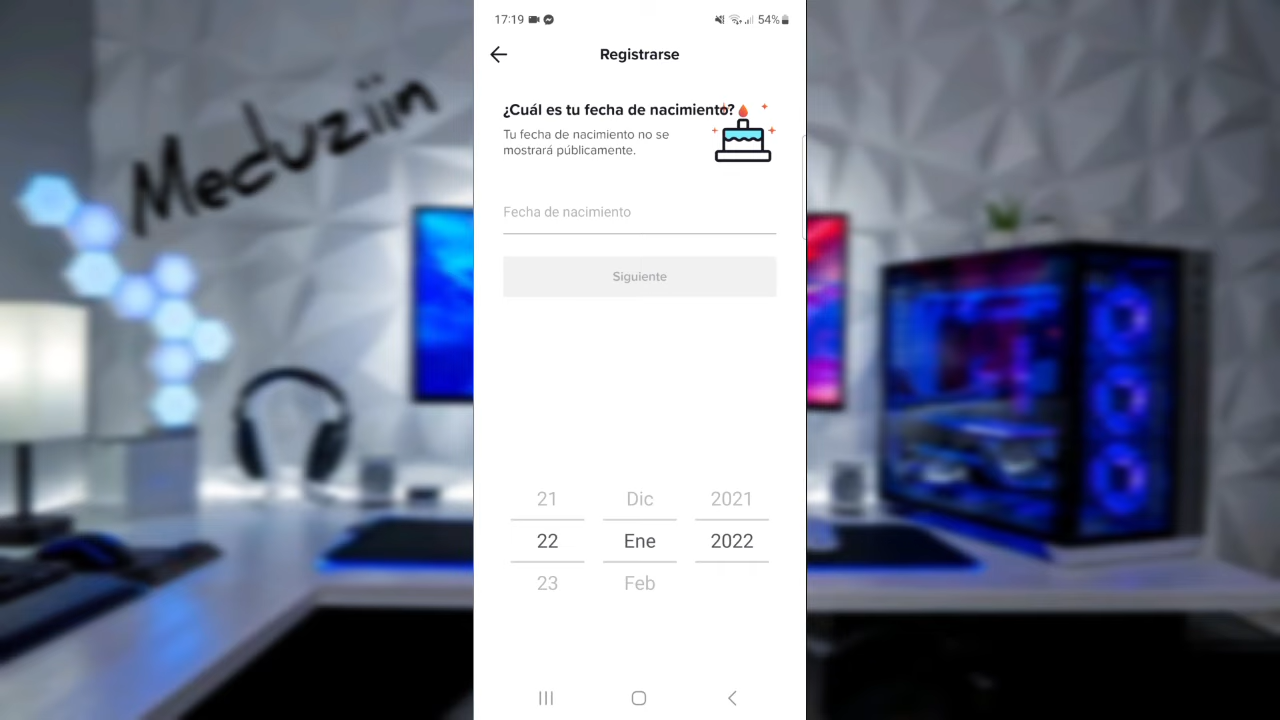 17:19
54%
Registrarse
¿Cuál es tu fecha de nacimiento?
Tu fecha de nacimiento no se
mostrará públicamente.
Meduziin
Fecha de nacimiento
Siguiente
21 Dic 2021
22 Ene 2022
23 Feb